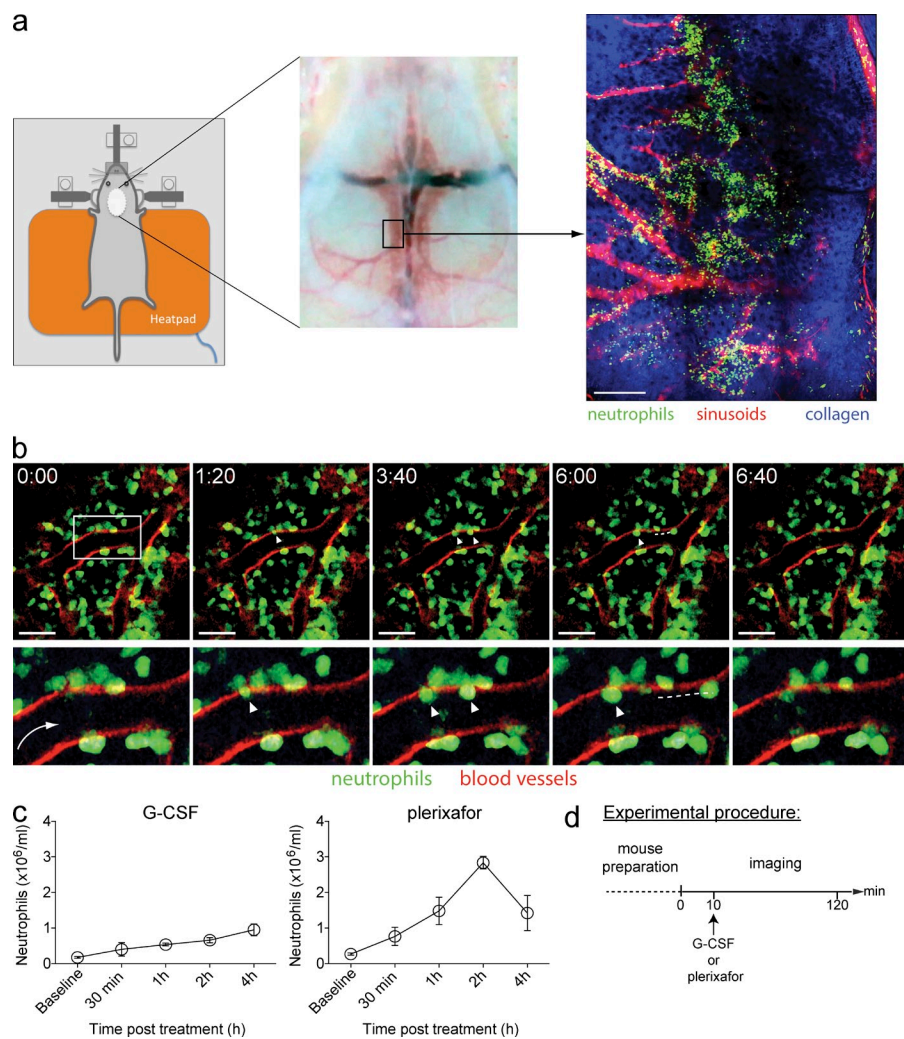 a
Heatpad
neutrophils sinusoids collagen
b
0:00 1:20 3:40 6:00 6:40
neutrophils blood vessels
c
G-CSF
Neutrophils (x10⁶/ml)
4
3
2
1
0
Baseline 30 min 1h 2h 4h
Time post treatment (h)
plerixafor
Neutrophils (x10⁶/ml)
4
3
2
1
0
Baseline 30 min 1h 2h 4h
Time post treatment (h)
d
Experimental procedure:
mouse
preparation
imaging
min
0 10 120
G-CSF
or
plerixafor